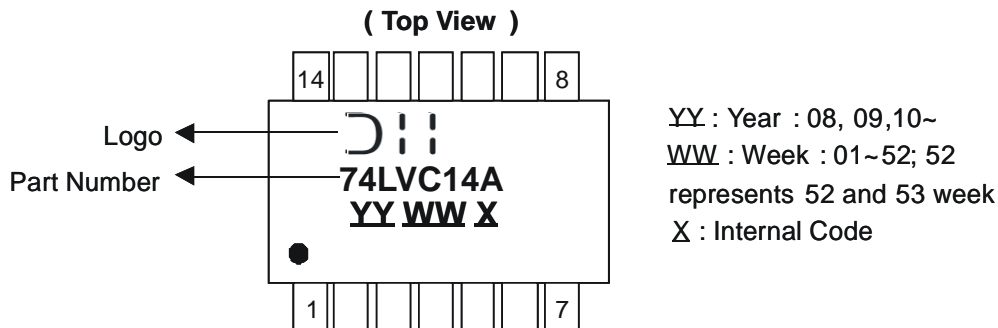 ( Top View )
14 8
Logo
Part Number
74LVC14A
YY WW X
1 7
YY : Year : 08, 09,10~
WW : Week : 01~52; 52
represents 52 and 53 week
X : Internal Code